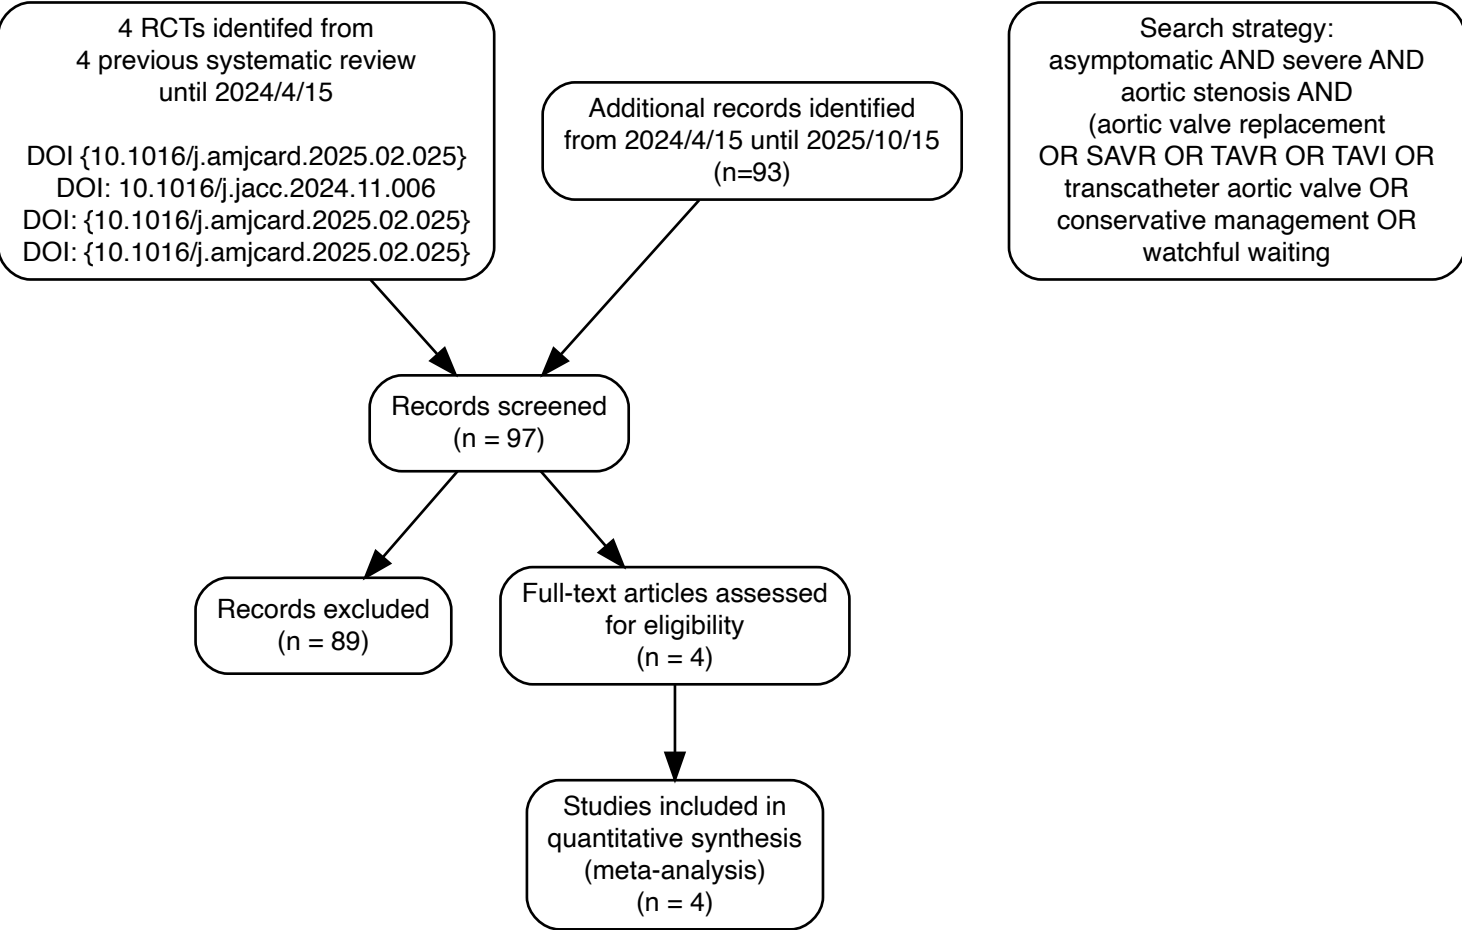 4 RCTs identifed from
4 previous systematic review
until 2024/4/15
DOI {10.1016/j.amjcard.2025.02.025}
DOI: 10.1016/j.jacc.2024.11.006
DOI: {10.1016/j.amjcard.2025.02.025}
DOI: {10.1016/j.amjcard.2025.02.025}
Additional records identified
from 2024/4/15 until 2025/10/15
(n=93)
Search strategy:
asymptomatic AND severe AND
aortic stenosis AND
(aortic valve replacement
OR SAVR OR TAVR OR TAVI OR
transcatheter aortic valve OR
conservative management OR
watchful waiting
Records screened
(n = 97)
Records excluded
(n = 89)
Full-text articles assessed
for eligibility
(n = 4)
Studies included in
quantitative synthesis
(meta-analysis)
(n = 4)